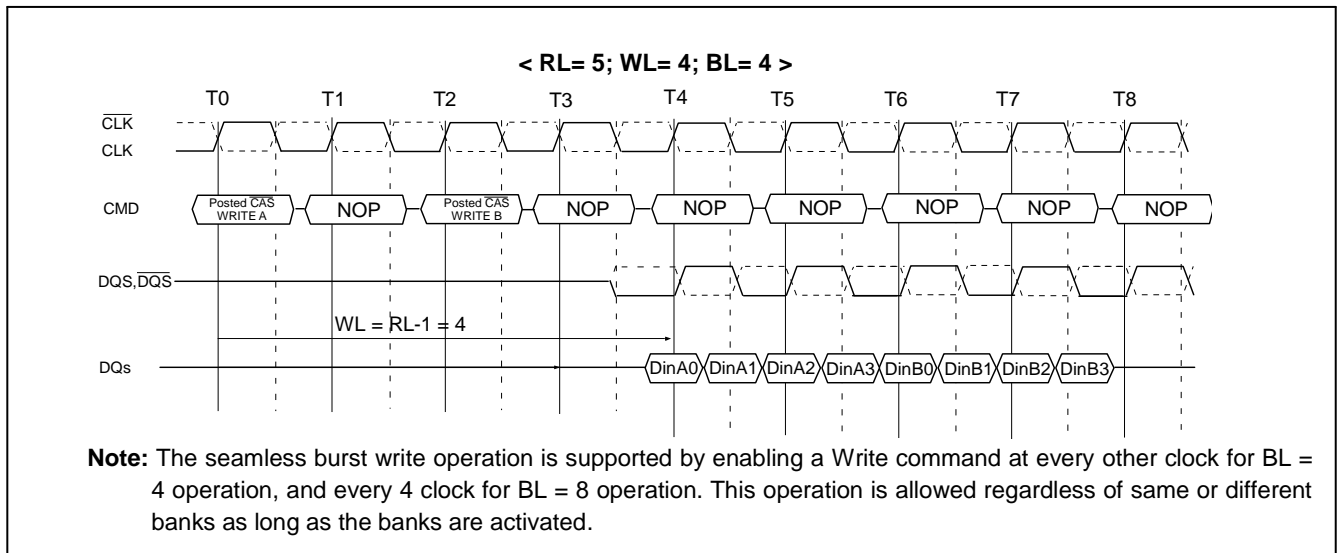 < RL= 5; WL= 4; BL= 4 >
T0 T1 T2 T3 T4 T5 T6 T7 T8
CLK
CLK
CMD Posted CAS WRITE A NOP Posted CAS WRITE B NOP NOP NOP NOP NOP NOP
DQS,DQS
WL = RL-1 = 4
DQs DinA0 DinA1 DinA2 DinA3 DinB0 DinB1 DinB2 DinB3
Note: The seamless burst write operation is supported by enabling a Write command at every other clock for BL =
4 operation, and every 4 clock for BL = 8 operation. This operation is allowed regardless of same or different
banks as long as the banks are activated.